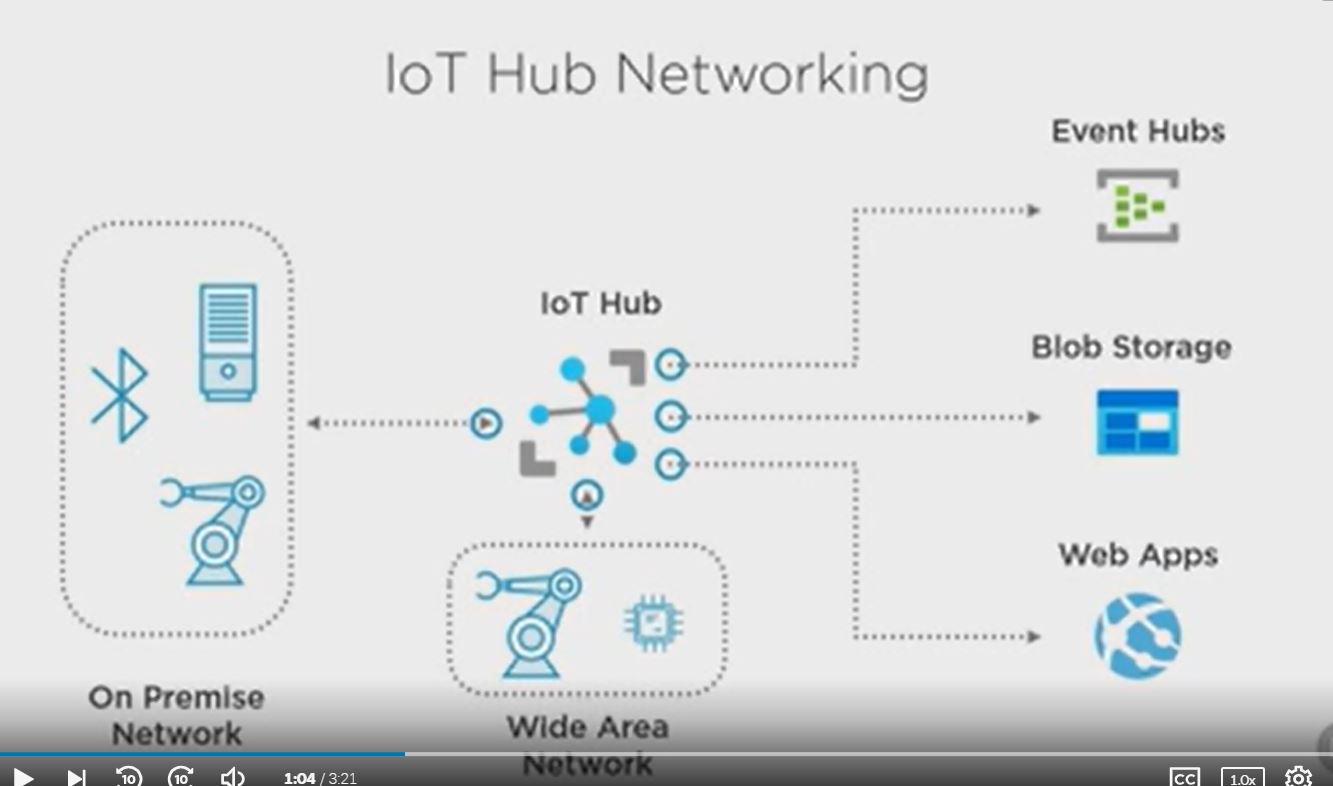 IoT Hub Networking
Event Hubs
IoT Hub
Blob Storage
Web Apps
On Premise
Network
Wide Area
Network
10
10
1:04 / 3:21
CC
1.0x